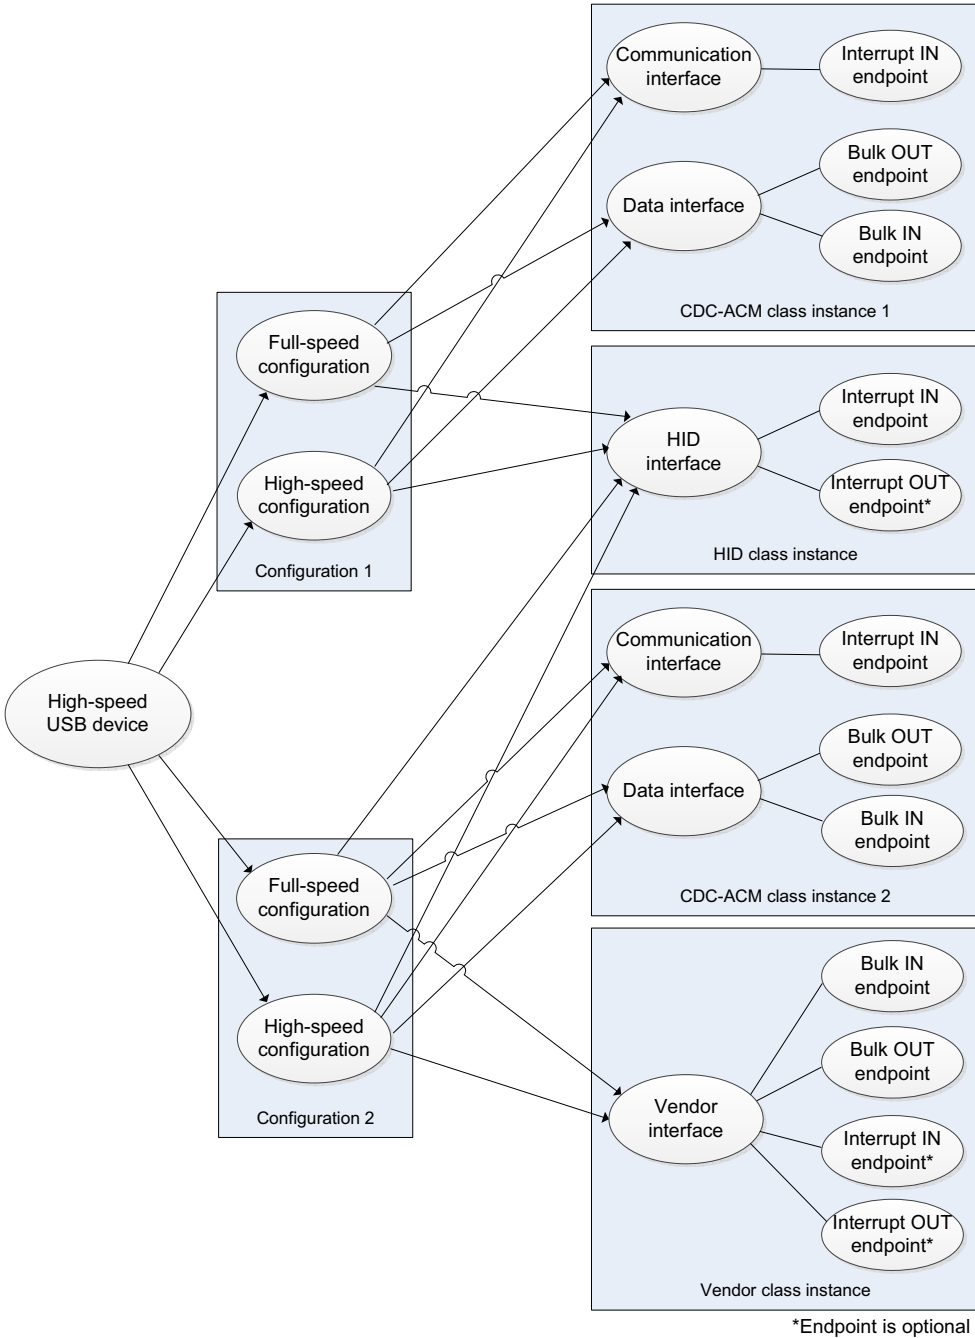 Communication
interface
Interrupt IN
endpoint
Bulk OUT
endpoint
Data interface
Bulk IN
endpoint
CDC-ACM class instance 1
Full-speed
configuration
High-speed
configuration
Configuration 1
Interrupt IN
endpoint
HID
interface
Interrupt OUT
endpoint*
HID class instance
High-speed
USB device
Communication
interface
Interrupt IN
endpoint
Bulk OUT
endpoint
Data interface
Bulk IN
endpoint
CDC-ACM class instance 2
Full-speed
configuration
High-speed
configuration
Configuration 2
Bulk IN
endpoint
Bulk OUT
endpoint
Vendor
interface
Interrupt IN
endpoint*
Interrupt OUT
endpoint*
Vendor class instance
*Endpoint is optional